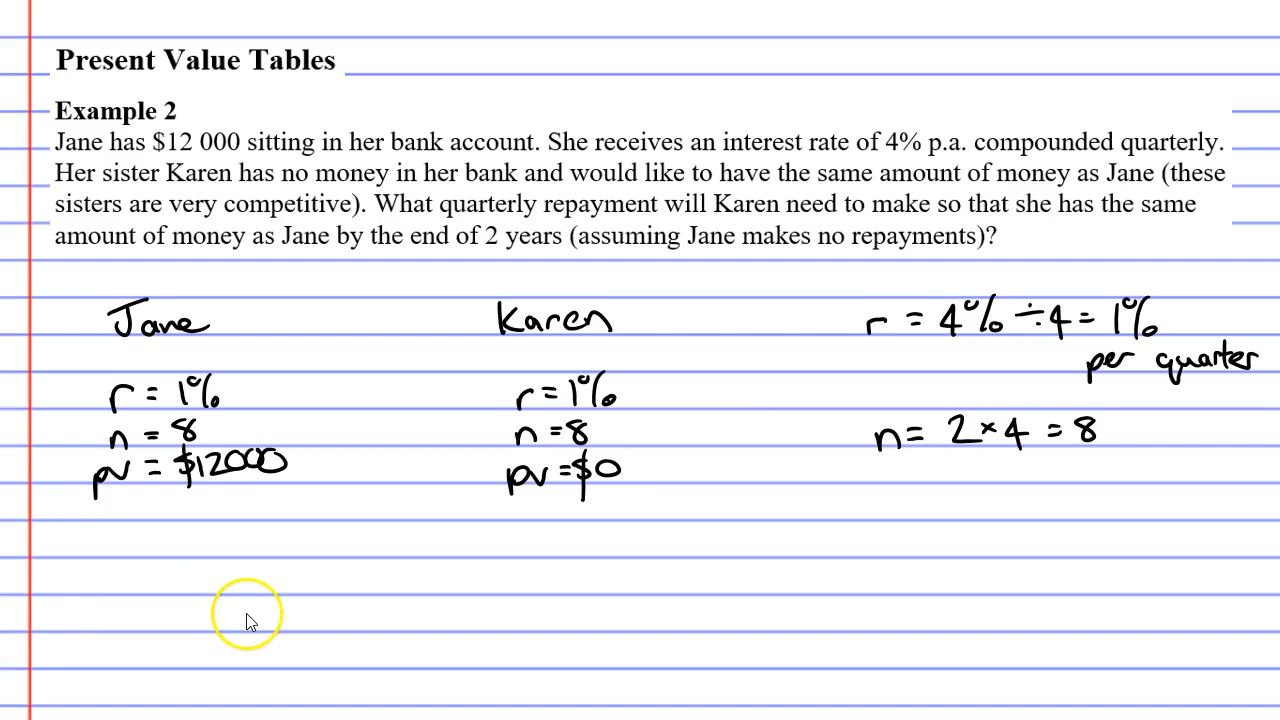 Present Value Tables
Example 2
Jane has $12 000 sitting in her bank account. She receives an interest rate of 4% p.a. compounded quarterly.
Her sister Karen has no money in her bank and would like to have the same amount of money as Jane (these
sisters are very competitive). What quarterly repayment will Karen need to make so that she has the same
amount of money as Jane by the end of 2 years (assuming Jane makes no repayments)?
Jane
r = 1%
n = 8
pv = $12000
Karen
r = 1%
n = 8
pv = $0
r = 4% ÷ 4 = 1%
per quarter
n = 2 × 4 = 8